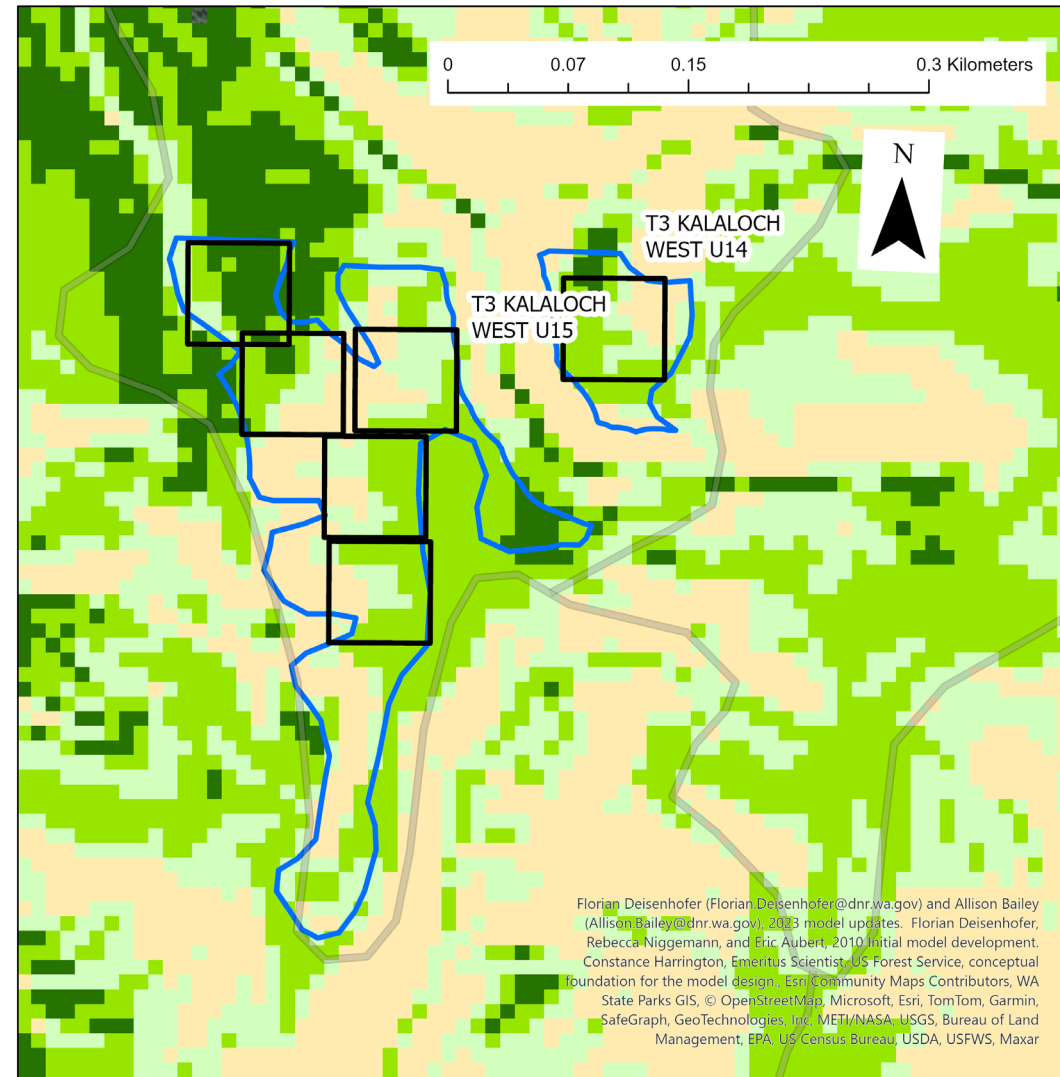 0 0.07 0.15 0.3 Kilometers
N
T3 KALALOCH
WEST U14
T3 KALALOCH
WEST U15
Florian Deisenhofer (Florian.Deisenhofer@dnr.wa.gov) and Allison Bailey
(Allison.Bailey@dnr.wa.gov), 2023 model updates. Florian Deisenhofer,
Rebecca Niggemann, and Eric Aubert, 2010 Initial model development.
Constance Harrington, Emeritus Scientist, US Forest Service, conceptual
foundation for the model design., Esri Community Maps Contributors, WA
State Parks GIS, © OpenStreetMap, Microsoft, Esri, TomTom, Garmin,
SafeGraph, GeoTechnologies, Inc, METI/NASA, USGS, Bureau of Land
Management, EPA, US Census Bureau, USDA, USFWS, Maxar